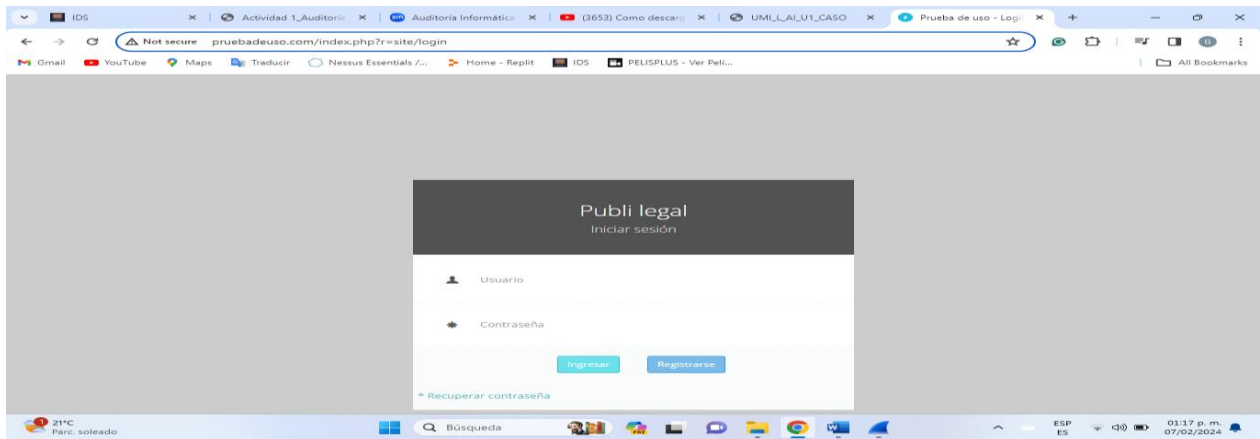 IDS
Actividad 1_Auditoría
Auditoría Informática
(3653) Como descarg
UMI_L_AI_U1_CASO
Prueba de uso - Logi
Not secure pruebadeuso.com/index.php?r=site/login
G
Gmail YouTube Maps Traducir Nessus Essentials /... Home - Replit IDS PELISPLUS - Ver Pelí... All Bookmarks
Publi legal
Iniciar sesión
Usuario
Contraseña
Ingresar Registrarse
* Recuperar contraseña
1 21°C
Parc. soleado
Búsqueda
PRE
ESP
ES
01:17 p. m.
07/02/2024